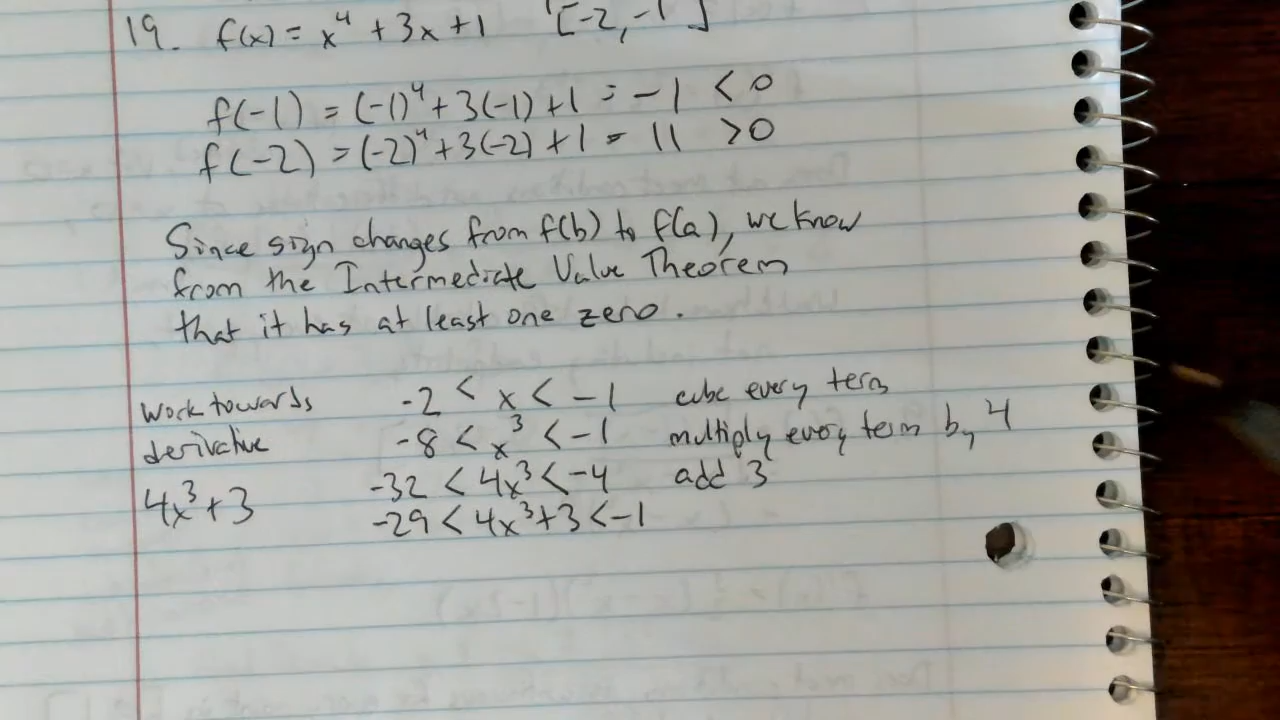 19. f(x) = x⁴ + 3x + 1 [-2, -1]
f(-1) = (-1)⁴ + 3(-1) + 1 = -1 < 0
f(-2) = (-2)⁴ + 3(-2) + 1 = 11 > 0
Since sign changes from f(b) to f(a), we know
from the Intermediate Value Theorem
that it has at least one zero.
work towards -2 < x < -1 cube every term
derivative -8 < x³ < -1 multiply every term by 4
4x³ + 3 -32 < 4x³ < -4 add 3
-29 < 4x³ + 3 < -1